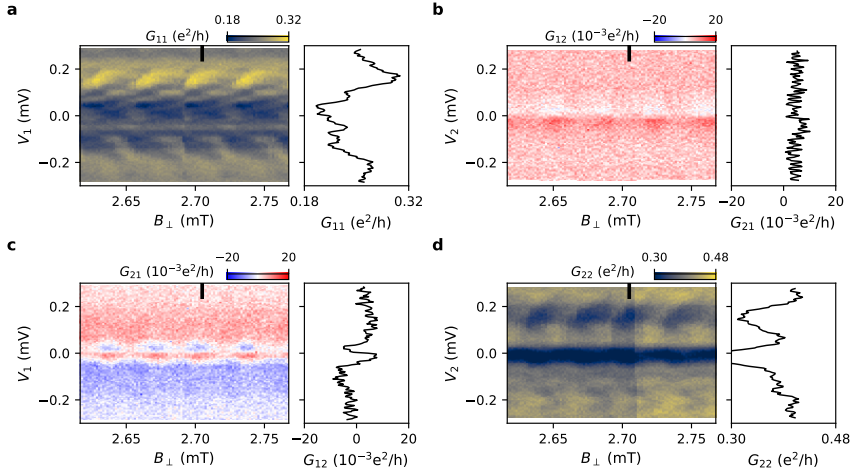 a
G₁₁ (e²/h)
0.18 0.32
V₁ (mV)
0.2
0.0
−0.2
2.65 2.70 2.75
B⊥ (mT)
0.18 0.32
G₁₁ (e²/h)
b
G₁₂ (10⁻³e²/h)
−20 20
V₂ (mV)
0.2
0.0
−0.2
2.65 2.70 2.75
B⊥ (mT)
−20 0 20
G₂₁ (10⁻³e²/h)
c
G₂₁ (10⁻³e²/h)
−20 20
V₁ (mV)
0.2
0.0
−0.2
2.65 2.70 2.75
B⊥ (mT)
−20 0 20
G₁₂ (10⁻³e²/h)
d
G₂₂ (e²/h)
0.30 0.48
V₂ (mV)
0.2
0.0
−0.2
2.65 2.70 2.75
B⊥ (mT)
0.30 0.48
G₂₂ (e²/h)